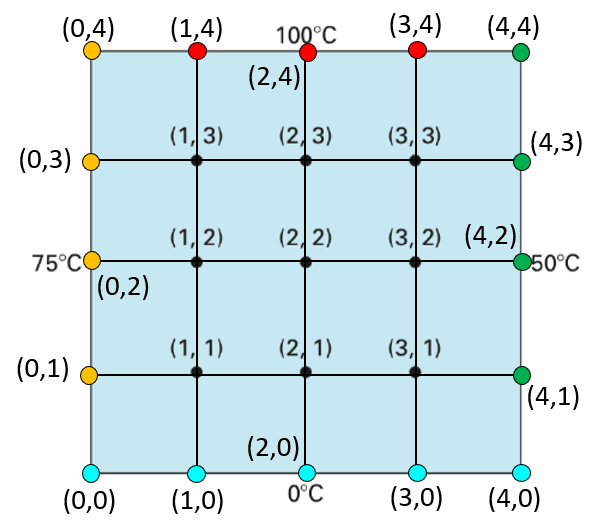 (0,4) (1,4) 100°C (3,4) (4,4)
(2,4)
(1, 3) (2, 3) (3, 3) (4,3)
(0,3)
(1, 2) (2, 2) (3, 2) (4,2)
75°C 50°C
(0,2)
(1, 1) (2, 1) (3, 1)
(0,1)
(4,1)
(2,0)
(0,0) (1,0) 0°C (3,0) (4,0)